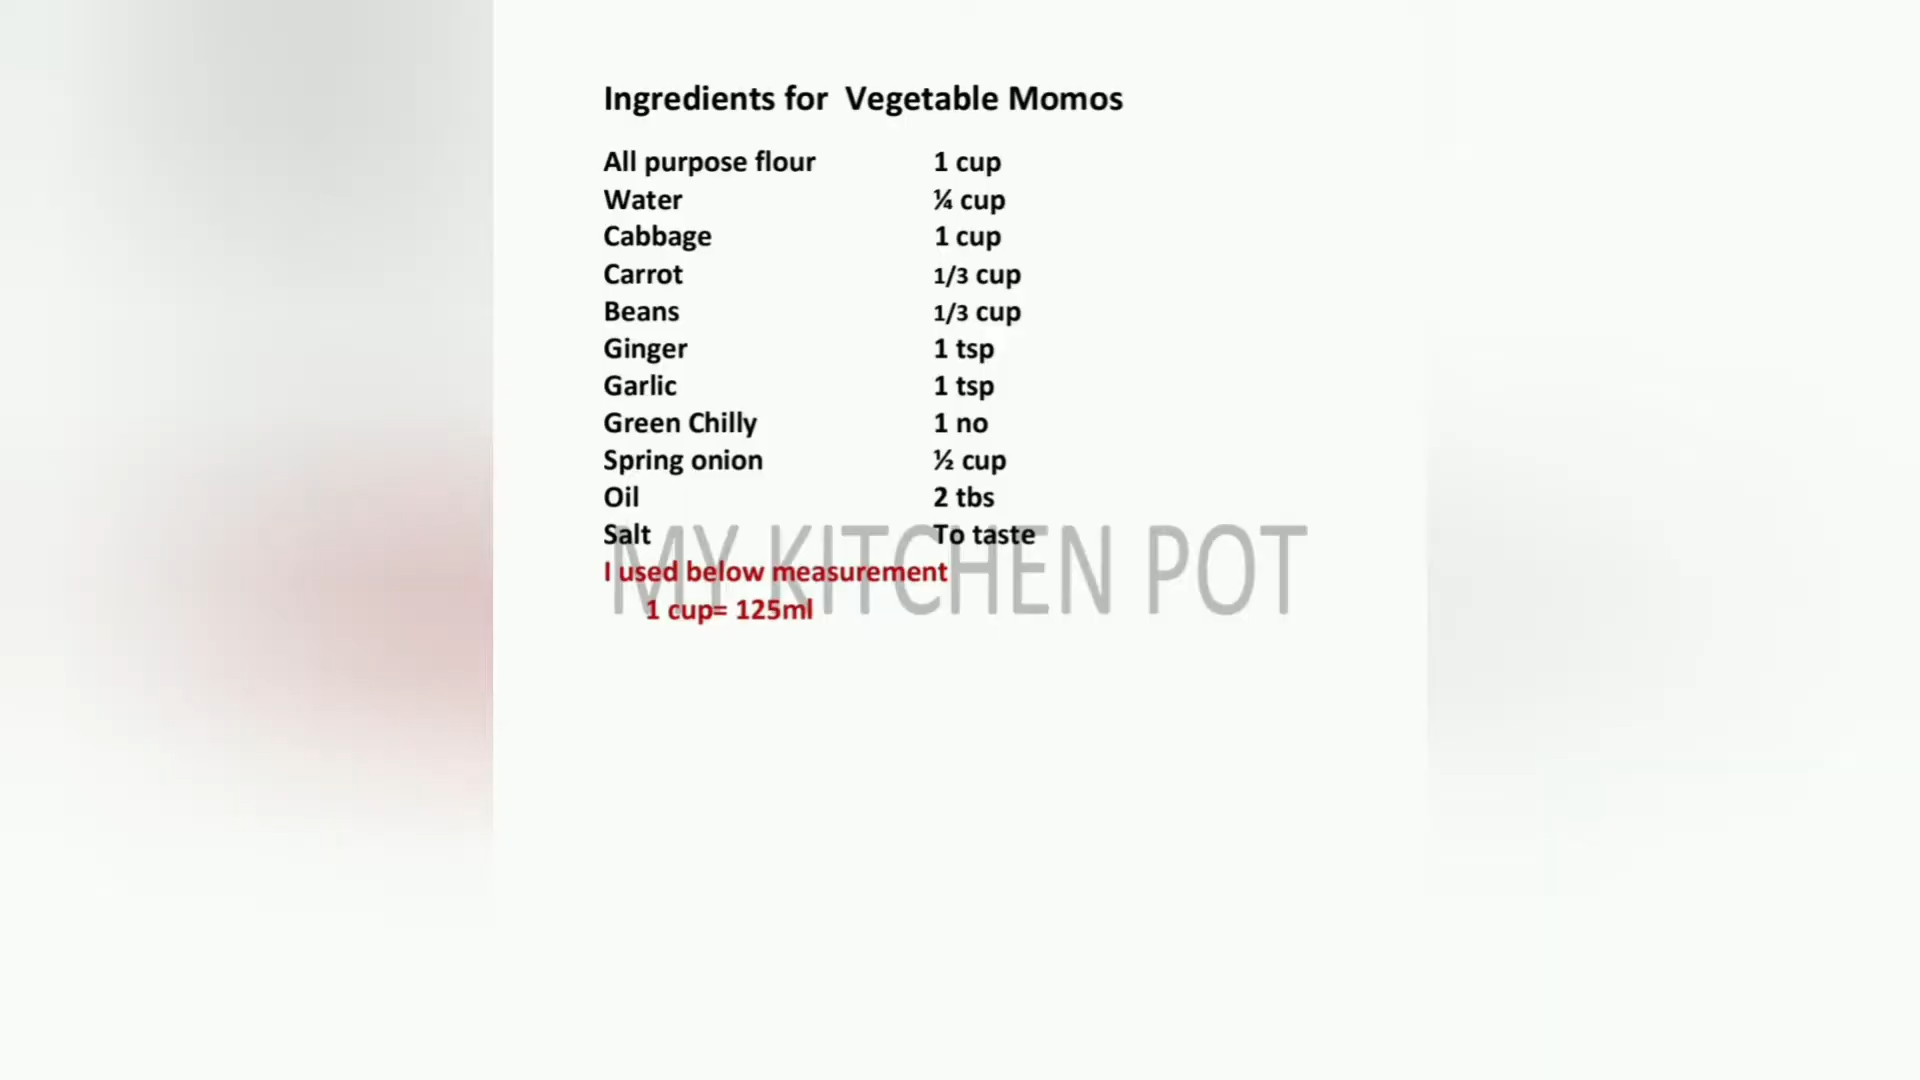 Ingredients for Vegetable Momos
All purpose flour 1 cup
Water ¼ cup
Cabbage 1 cup
Carrot 1/3 cup
Beans 1/3 cup
Ginger 1 tsp
Garlic 1 tsp
Green Chilly 1 no
Spring onion ½ cup
Oil 2 tbs
Salt To taste
MY KITCHEN POT
I used below measurement
1 cup= 125ml